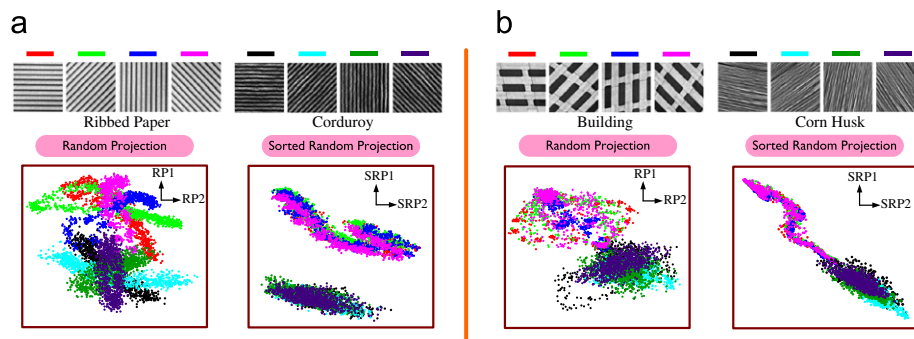 a
Ribbed Paper
Corduroy
Random Projection
Sorted Random Projection
RP1
RP2
SRP1
SRP2
b
Building
Corn Husk
Random Projection
Sorted Random Projection
RP1
RP2
SRP1
SRP2